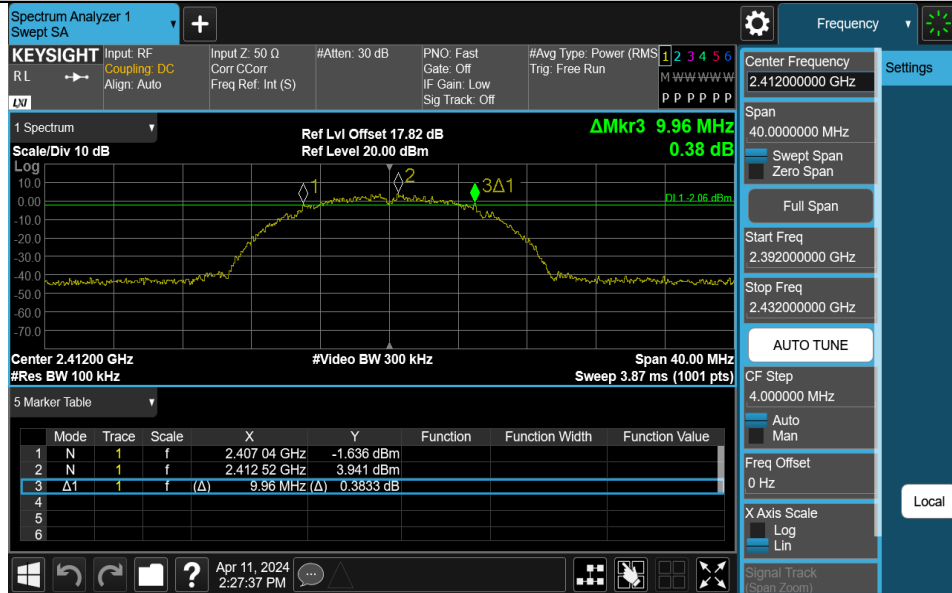 Spectrum Analyzer 1
Swept SA
Frequency
KEYSIGHT
RL
LXI
Input: RF
Coupling: DC
Align: Auto
Input Z: 50 Ω
Corr CCorr
Freq Ref: Int (S)
#Atten: 30 dB
PNO: Fast
Gate: Off
IF Gain: Low
Sig Track: Off
#Avg Type: Power (RMS
Trig: Free Run
1 2 3 4 5 6
M W W W W W
P P P P P P
Center Frequency
2.412000000 GHz
Settings
1 Spectrum
Scale/Div 10 dB
Ref Lvl Offset 17.82 dB
Ref Level 20.00 dBm
ΔMkr3 9.96 MHz
0.38 dB
Span
40.0000000 MHz
Swept Span
Zero Span
Log
10.0
0.00
-10.0
-20.0
-30.0
-40.0
-50.0
-60.0
-70.0
1
2
3Δ1
DL1 -2.06 dBm
Full Span
Start Freq
2.392000000 GHz
Stop Freq
2.432000000 GHz
AUTO TUNE
Center 2.41200 GHz
#Res BW 100 kHz
#Video BW 300 kHz
Span 40.00 MHz
Sweep 3.87 ms (1001 pts)
CF Step
4.000000 MHz
Auto
Man
5 Marker Table
Mode Trace Scale X Y Function Function Width Function Value
1 N 1 f 2.407 04 GHz -1.636 dBm
2 N 1 f 2.412 52 GHz 3.941 dBm
3 Δ1 1 f (Δ) 9.96 MHz (Δ) 0.3833 dB
4
5
6
Freq Offset
0 Hz
Local
X Axis Scale
Log
Lin
Signal Track
(Span Zoom)
?
Apr 11, 2024
2:27:37 PM